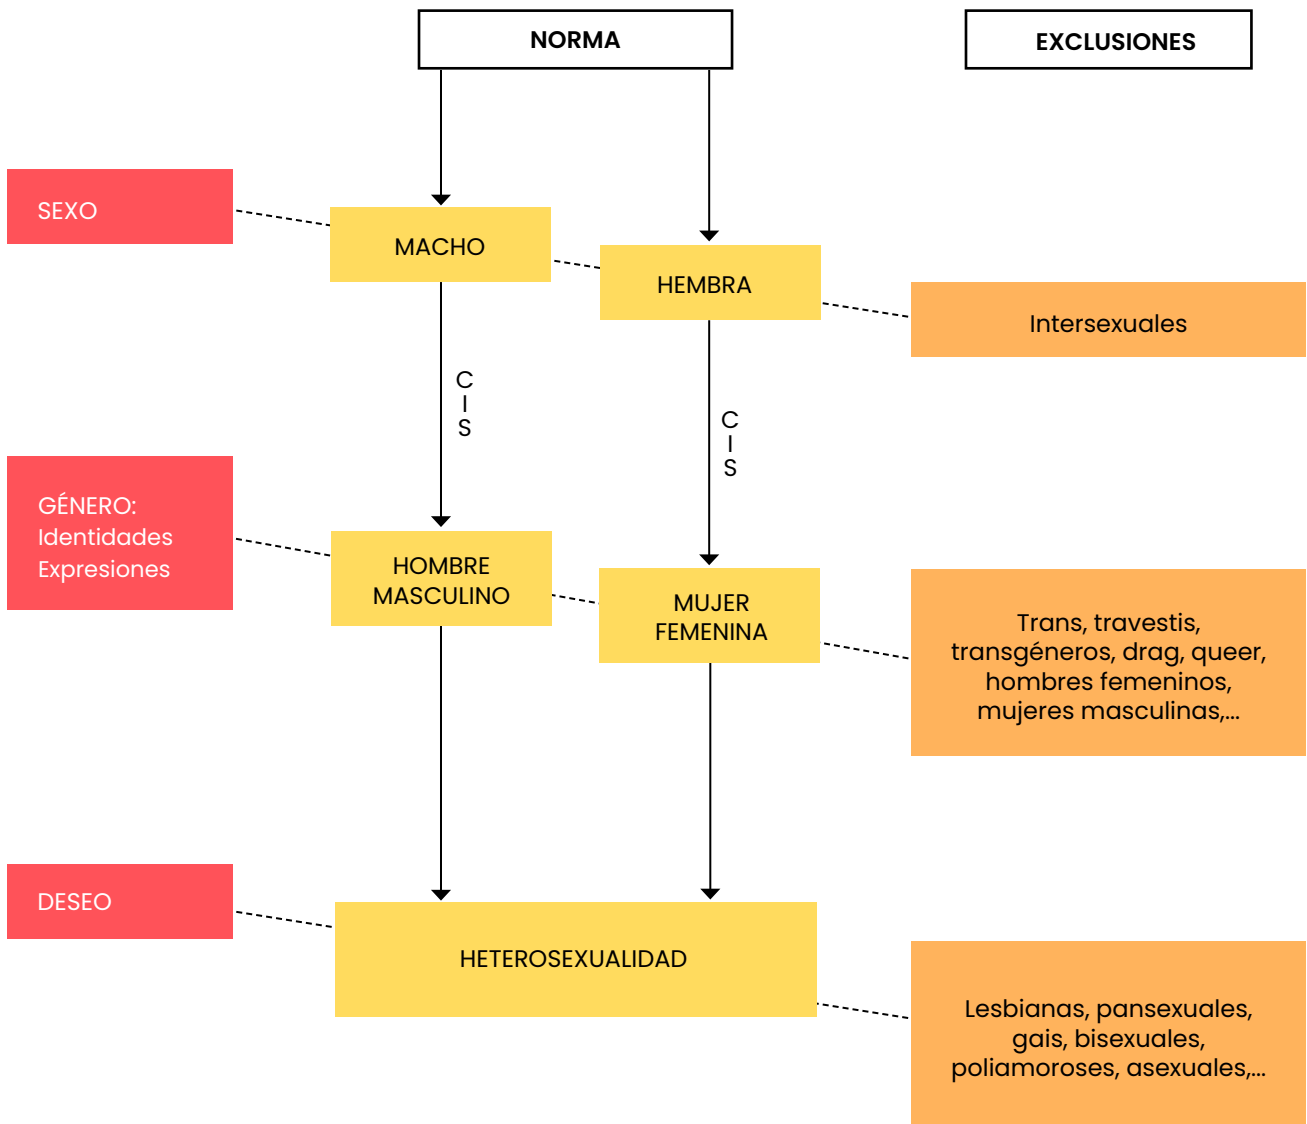 NORMA
EXCLUSIONES
SEXO
MACHO
HEMBRA
Intersexuales
C
I
S
C
I
S
GÉNERO:
Identidades
Expresiones
HOMBRE
MASCULINO
MUJER
FEMENINA
Trans, travestis,
transgéneros, drag, queer,
hombres femeninos,
mujeres masculinas,...
DESEO
HETEROSEXUALIDAD
Lesbianas, pansexuales,
gais, bisexuales,
poliamoroses, asexuales,...